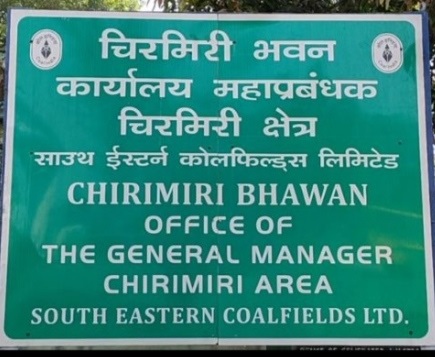 चिरमिरी भवन
कार्यालय महाप्रबंधक
चिरमिरी क्षेत्र
साउथ ईस्टर्न कोलफिल्ड्स लिमिटेड
CHIRIMIRI BHAWAN
OFFICE OF
THE GENERAL MANAGER
CHIRIMIRI AREA
SOUTH EASTERN COALFIELDS LTD.